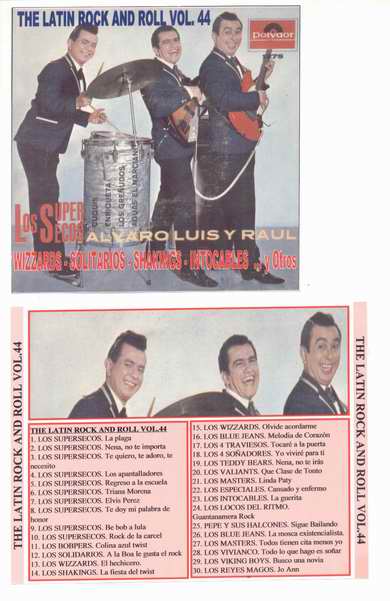 THE LATIN ROCK AND ROLL VOL. 44
Polydor
LOS SUPER
SECOS
ENRIQUETA
LOS GREÑUDOS
ALVARO LUIS Y RAUL
WIZZARDS - SOLITARIOS - SHAKINGS - INTOCABLES ... y Otros
THE LATIN ROCK AND ROLL VOL.44
THE LATIN ROCK AND ROLL VOL.44
1. LOS SUPERSECOS. La plaga
2. LOS SUPERSECOS. Nena, no te importa
3. LOS SUPERSECOS. Te quiero, te adoro, te
necesito
4. LOS SUPERSECOS. Los apantalladores
5. LOS SUPERSECOS. Regreso a la escuela
6. LOS SUPERSECOS. Triana Morena
7. LOS SUPERSECOS. Elvis Perez
8. LOS SUPERSECOS. Te doy mi palabra de
honor
9. LOS SUPERSECOS. Be bob a lula
10. LOS SUPERSECOS. Rock de la carcel
11. LOS BOBPERS. Colina azul twist
12. LOS SOLIDARIOS. A la Boa le gusta el rock
13. LOS WIZZARDS. El hechicero.
14. LOS SHAKINGS. La fiesta del twist
15. LOS WIZZARDS. Olvide acordarme
16. LOS BLUE JEANS. Melodia de Corazón
17. LOS 4 TRAVIESOS. Tocaré a la puerta
18. LOS 4 SOÑADORES. Yo viviré para tí
19. LOS TEDDY BEARS. Nena, no te irás
20. LOS VALIANTS. Que Clase de Tonto
21. LOS MASTERS. Linda Paty
22. LOS ESPECIALES. Cansado y enfermo
23. LOS INTOCABLES. La guerita
24. LOS LOCOS DEL RITMO.
Guantanamera Rock
25. PEPE Y SUS HALCONES. Sigue Bailando
26. LOS BLUE JEANS. La mosca existencialista.
27. LOS MASTERS. Todos tienen cita menos yo
28. LOS VIVIANCO. Todo lo que hago es soñar
29. LOS VIKING BOYS. Busco una novia
30. LOS REYES MAGOS. Jo Ann
THE LATIN ROCK AND ROLL VOL.44